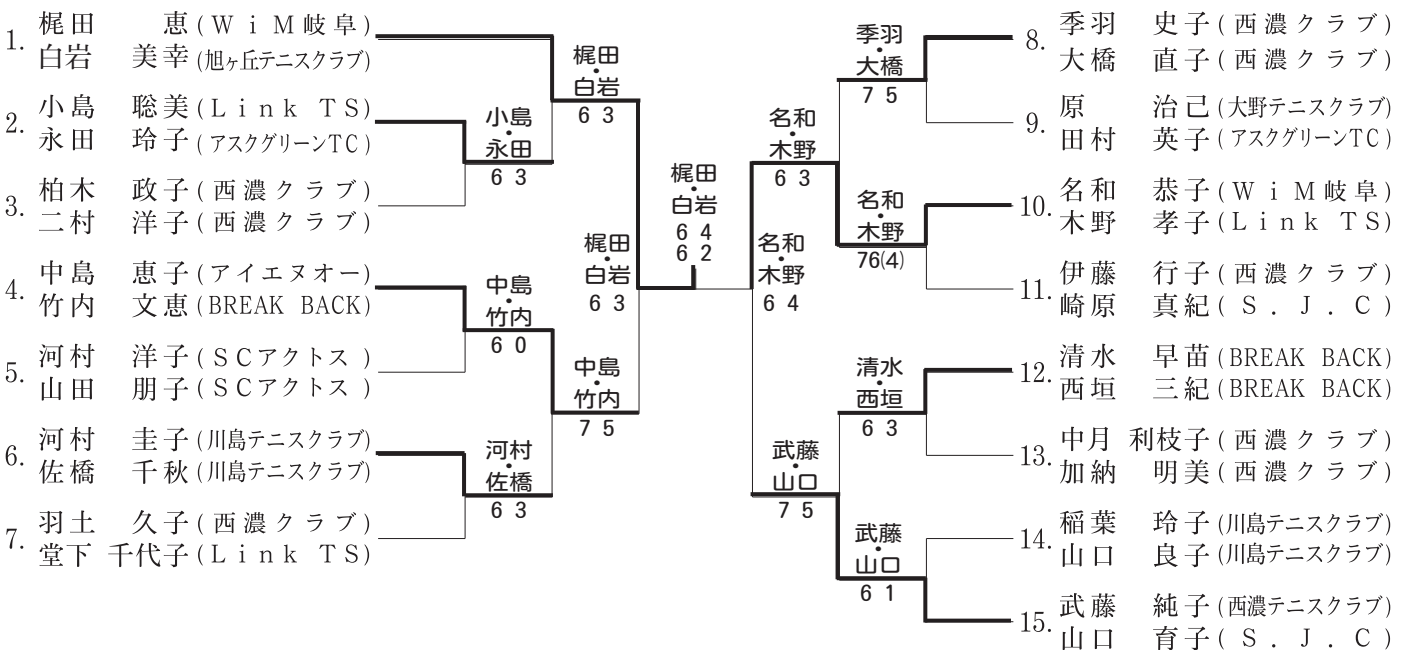 1. 梶田 恵(WiM岐阜)
白岩 美幸(旭ヶ丘テニスクラブ)
2. 小島 聡美(Link TS)
永田 玲子(アスクグリーンTC)
3. 柏木 政子(西濃クラブ)
二村 洋子(西濃クラブ)
4. 中島 恵子(アイエヌオー)
竹内 文恵(BREAK BACK)
5. 河村 洋子(SCアクトス)
山田 朋子(SCアクトス)
6. 河村 圭子(川島テニスクラブ)
佐橋 千秋(川島テニスクラブ)
7. 羽土 久子(西濃クラブ)
堂下 千代子(Link TS)
小島・永田
6 3
中島・竹内
6 0
河村・佐橋
6 3
梶田・白岩
6 3
中島・竹内
7 5
梶田・白岩
6 3
梶田・白岩
6 4
6 2
名和・木野
6 4
名和・木野
6 3
武藤・山口
7 5
季羽・大橋
7 5
名和・木野
76(4)
清水・西垣
6 3
武藤・山口
6 1
8. 季羽 史子(西濃クラブ)
大橋 直子(西濃クラブ)
9. 原 治己(大野テニスクラブ)
田村 英子(アスクグリーンTC)
10. 名和 恭子(WiM岐阜)
木野 孝子(Link TS)
11. 伊藤 行子(西濃クラブ)
崎原 真紀(S.J.C)
12. 清水 早苗(BREAK BACK)
西垣 三紀(BREAK BACK)
13. 中月 利枝子(西濃クラブ)
加納 明美(西濃クラブ)
14. 稲葉 玲子(川島テニスクラブ)
山口 良子(川島テニスクラブ)
15. 武藤 純子(西濃テニスクラブ)
山口 育子(S.J.C)